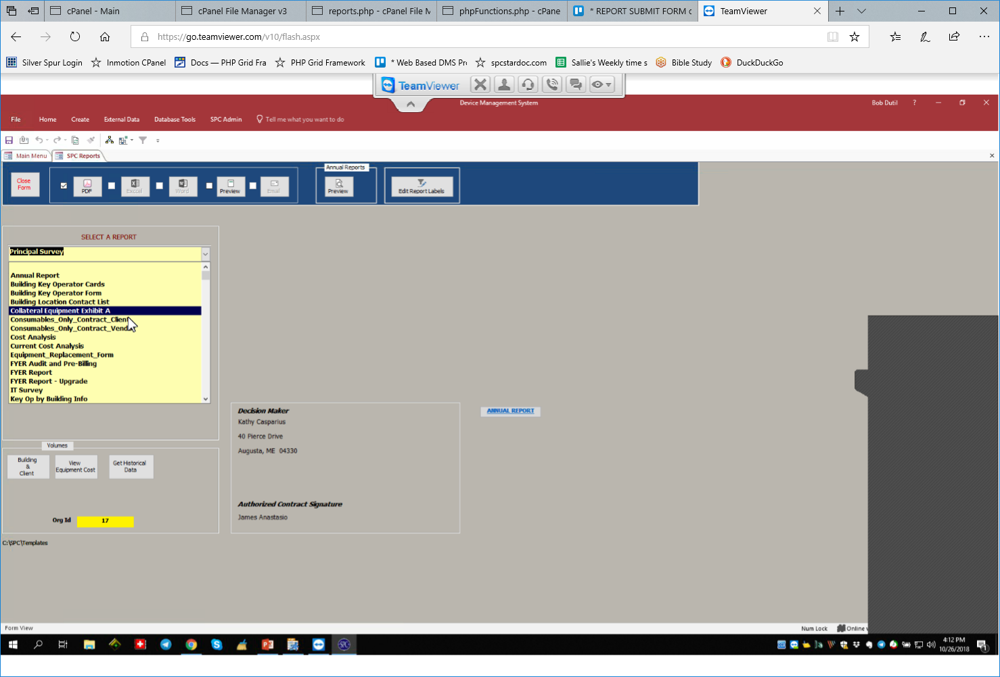 cPanel - Main
cPanel File Manager v3
reports.php - cPanel File M
phpFunctions.php - cPane
* REPORT SUBMIT FORM c
TeamViewer
https://go.teamviewer.com/v10/flash.aspx
Silver Spur Login
Inmotion CPanel
Docs — PHP Grid Fra
PHP Grid Framework
* Web Based DMS Pr
spcstardoc.com
Sallie's Weekly time s
Bible Study
DuckDuckGo
TeamViewer
Device Management System
Bob Dutil
?
File
Home
Create
External Data
Database Tools
SPC Admin
Tell me what you want to do
Main Menu
SPC Reports
Close
Form
PDF
Exccel
Word
Preview
Email
Annual Reports
Preview
Edit Report Labels
SELECT A REPORT
Principal Survey
Annual Report
Building Key Operator Cards
Building Key Operator Form
Building Location Contact List
Collateral Equipment Exhibit A
Consumables_Only_Contract_Client
Consumables_Only_Contract_Vend
Cost Analysis
Current Cost Analysis
Equipment_Replacement_Form
FYER Audit and Pre-Billing
FYER Report
FYER Report - Upgrade
IT Survey
Key Op by Building Info
Decision Maker
Kathy Casparius
40 Pierce Drive
Augusta, ME 04330
Authorized Contract Signature
James Anastasio
ANNUAL REPORT
Volumes
Building
&
Client
View
Equipment Cost
Get Historical
Data
Org Id
17
C:\SPC\Templates
Form View
Num Lock
Online
SPC
4:12 PM
10/26/2018
1